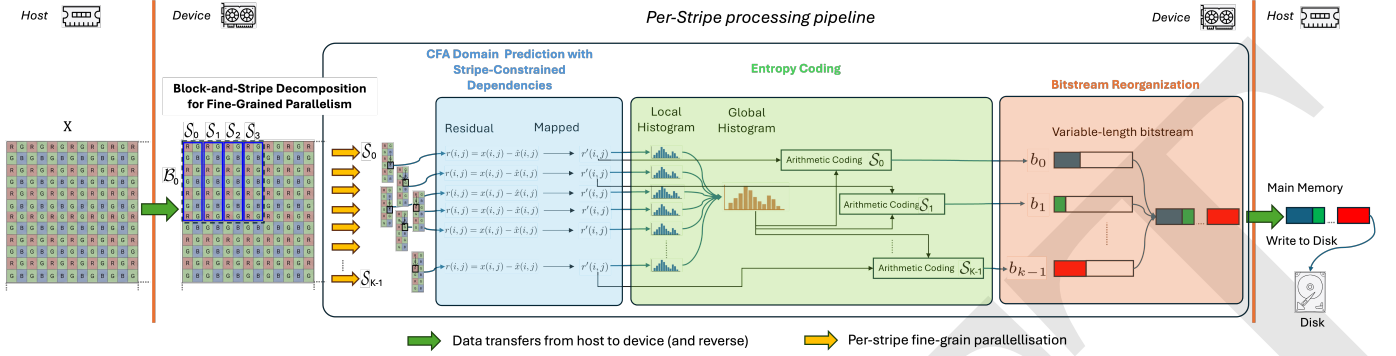 Host
Device
Per-Stripe processing pipeline
Device
Host
CFA Domain Prediction with
Stripe-Constrained
Dependencies
Entropy Coding
Bitstream Reorganization
Block-and-Stripe Decomposition
for Fine-Grained Parallelism
X
S0 S1 S2 S3
B0
S0
SK-1
Residual Mapped
r(i,j) = x(i,j) − x̂(i,j) r′(i,j)
r(i,j) = x(i,j) − x̂(i,j) r′(i,j)
r(i,j) = x(i,j) − x̂(i,j) r′(i,j)
r(i,j) = x(i,j) − x̂(i,j) r′(i,j)
r(i,j) = x(i,j) − x̂(i,j) r′(i,j)
r(i,j) = x(i,j) − x̂(i,j) r′(i,j)
Local
Histogram
Global
Histogram
Arithmetic Coding S0
Arithmetic Coding S1
Arithmetic Coding SK-1
Variable-length bitstream
b0
b1
bk−1
Main Memory
Write to Disk
Disk
Data transfers from host to device (and reverse)
Per-stripe fine-grain parallellisation